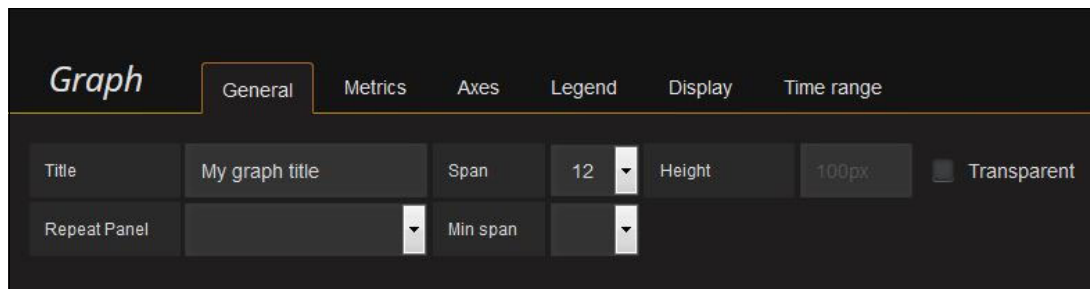 Graph General Metrics Axes Legend Display Time range
Title My graph title Span 12 Height 100px Transparent
Repeat Panel Min span